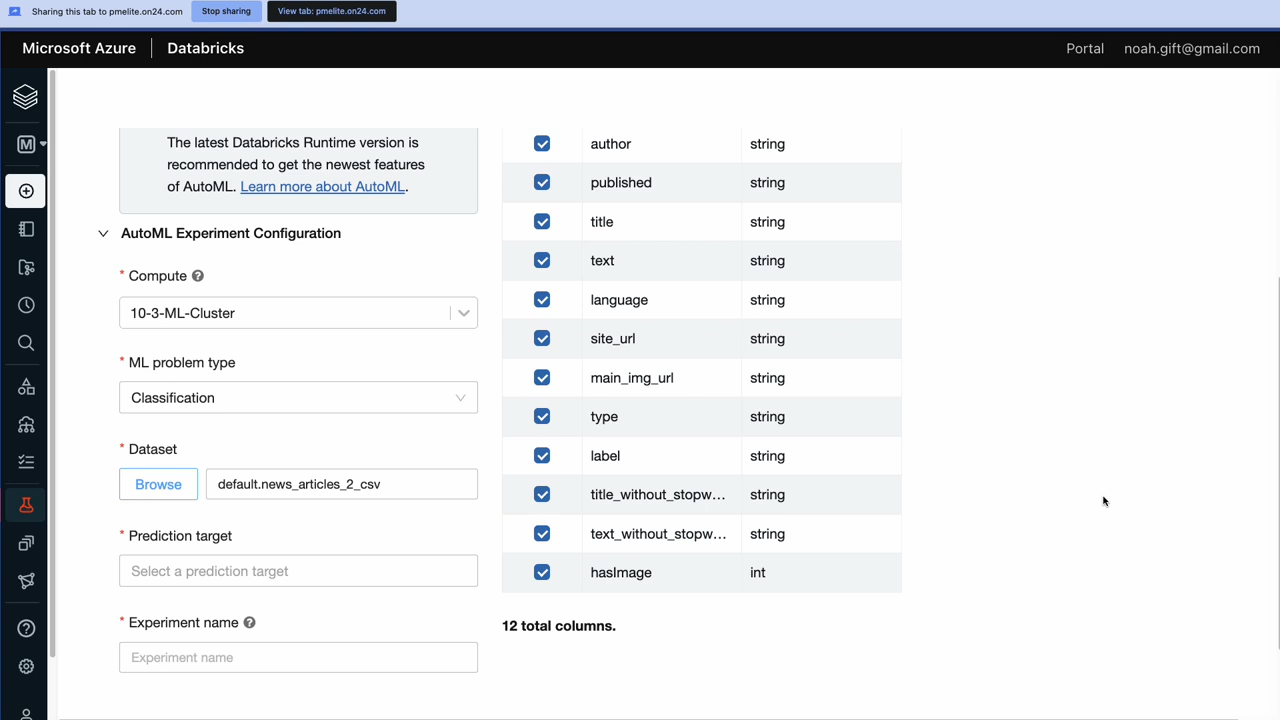 Sharing this tab to pmelite.on24.com
Stop sharing
View tab: pmelite.on24.com
Microsoft Azure
Databricks
Portal
noah.gift@gmail.com
M
The latest Databricks Runtime version is
recommended to get the newest features
of AutoML. Learn more about AutoML.
AutoML Experiment Configuration
* Compute ?
10-3-ML-Cluster
* ML problem type
Classification
* Dataset
Browse
default.news_articles_2_csv
* Prediction target
Select a prediction target
* Experiment name ?
Experiment name
author string
published string
title string
text string
language string
site_url string
main_img_url string
type string
label string
title_without_stopw... string
text_without_stopw... string
hasImage int
12 total columns.